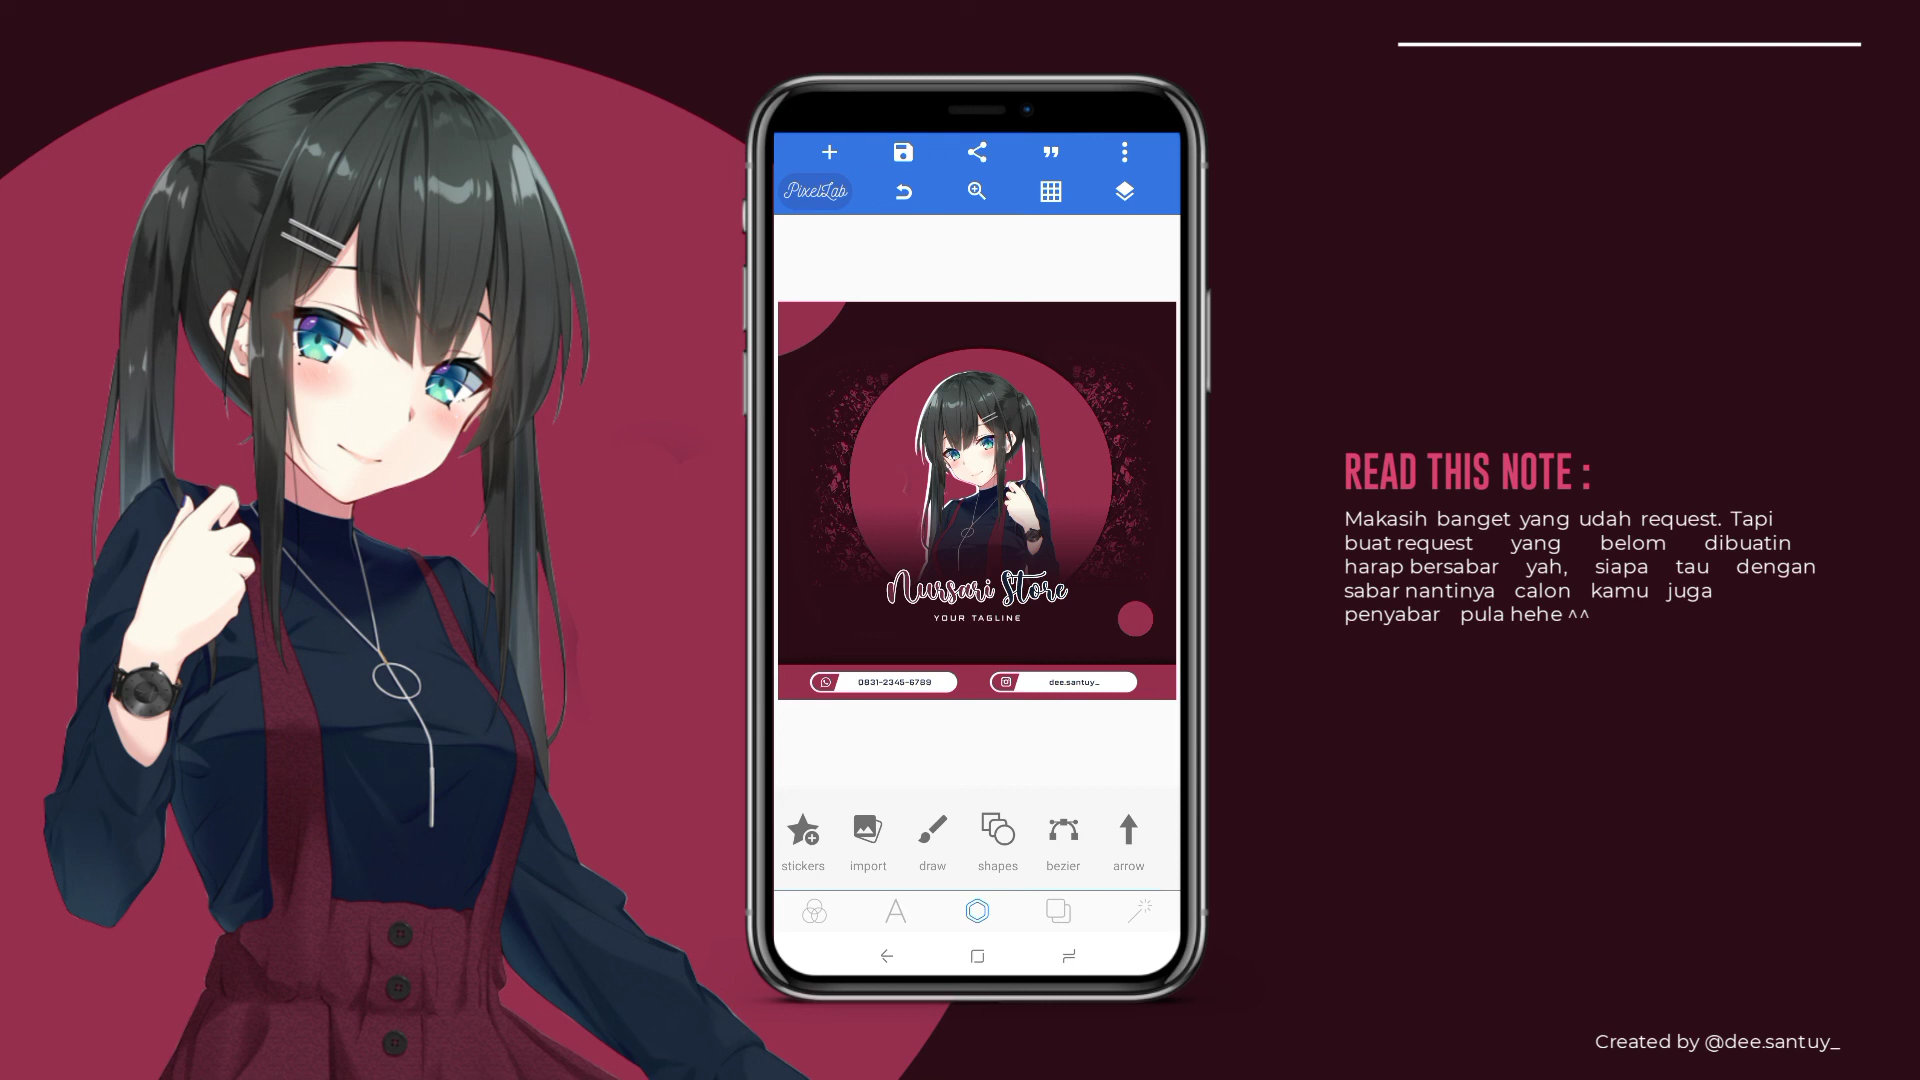 PixelLab
Nursari Store
YOUR TAGLINE
0831-2345-6789
dee.santuy_
stickers
import
draw
shapes
bezier
arrow
READ THIS NOTE :
Makasih banget yang udah request. Tapi
buat request yang belom dibuatin
harap bersabar yah, siapa tau dengan
sabar nantinya calon kamu juga
penyabar pula hehe ^^
Created by @dee.santuy_